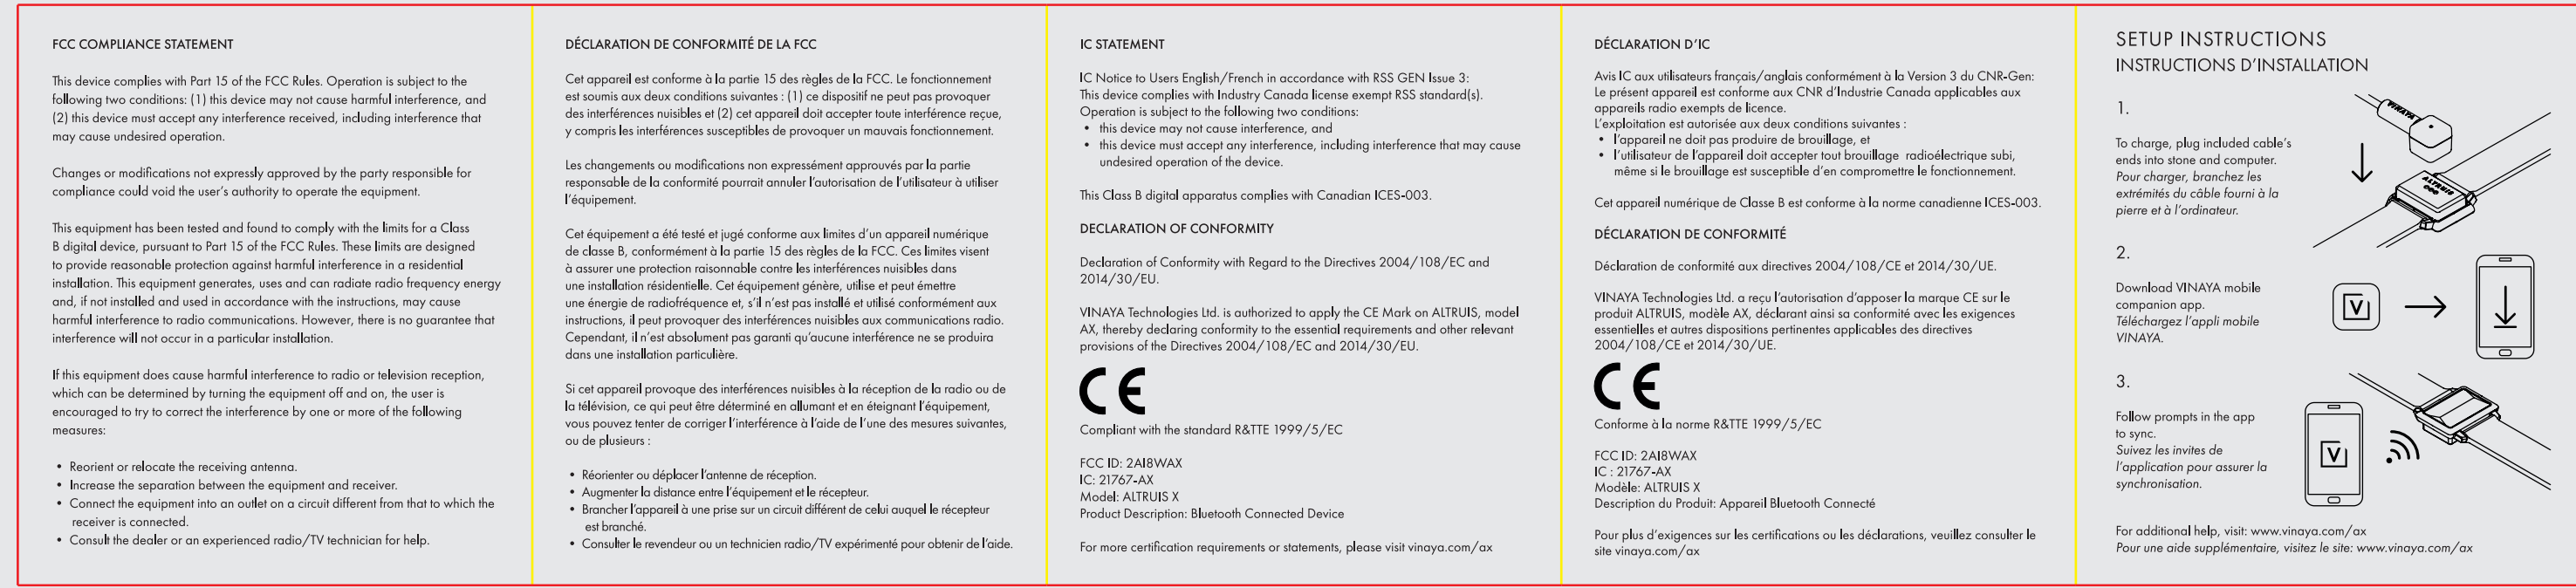 FCC COMPLIANCE STATEMENT
This device complies with Part 15 of the FCC Rules. Operation is subject to the
following two conditions: (1) this device may not cause harmful interference, and
(2) this device must accept any interference received, including interference that
may cause undesired operation.
Changes or modifications not expressly approved by the party responsible for
compliance could void the user's authority to operate the equipment.
This equipment has been tested and found to comply with the limits for a Class
B digital device, pursuant to Part 15 of the FCC Rules. These limits are designed
to provide reasonable protection against harmful interference in a residential
installation. This equipment generates, uses and can radiate radio frequency energy
and, if not installed and used in accordance with the instructions, may cause
harmful interference to radio communications. However, there is no guarantee that
interference will not occur in a particular installation.
If this equipment does cause harmful interference to radio or television reception,
which can be determined by turning the equipment off and on, the user is
encouraged to try to correct the interference by one or more of the following
measures:
• Reorient or relocate the receiving antenna.
• Increase the separation between the equipment and receiver.
• Connect the equipment into an outlet on a circuit different from that to which the
receiver is connected.
• Consult the dealer or an experienced radio/TV technician for help.
DÉCLARATION DE CONFORMITÉ DE LA FCC
Cet appareil est conforme à la partie 15 des règles de la FCC. Le fonctionnement
est soumis aux deux conditions suivantes : (1) ce dispositif ne peut pas provoquer
des interférences nuisibles et (2) cet appareil doit accepter toute interférence reçue,
y compris les interférences susceptibles de provoquer un mauvais fonctionnement.
Les changements ou modifications non expressément approuvés par la partie
responsable de la conformité pourrait annuler l'autorisation de l'utilisateur à utiliser
l'équipement.
Cet équipement a été testé et jugé conforme aux limites d'un appareil numérique
de classe B, conformément à la partie 15 des règles de la FCC. Ces limites visent
à assurer une protection raisonnable contre les interférences nuisibles dans
une installation résidentielle. Cet équipement génère, utilise et peut émettre
une énergie de radiofréquence et, s'il n'est pas installé et utilisé conformément aux
instructions, il peut provoquer des interférences nuisibles aux communications radio.
Cependant, il n'est absolument pas garanti qu'aucune interférence ne se produira
dans une installation particulière.
Si cet appareil provoque des interférences nuisibles à la réception de la radio ou de
la télévision, ce qui peut être déterminé en allumant et en éteignant l'équipement,
vous pouvez tenter de corriger l'interférence à l'aide de l'une des mesures suivantes,
ou de plusieurs :
• Réorienter ou déplacer l'antenne de réception.
• Augmenter la distance entre l'équipement et le récepteur.
• Brancher l'appareil à une prise sur un circuit différent de celui auquel le récepteur
est branché.
• Consulter le revendeur ou un technicien radio/TV expérimenté pour obtenir de l'aide.
IC STATEMENT
IC Notice to Users English/French in accordance with RSS GEN Issue 3:
This device complies with Industry Canada license exempt RSS standard(s).
Operation is subject to the following two conditions:
• this device may not cause interference, and
• this device must accept any interference, including interference that may cause
undesired operation of the device.
This Class B digital apparatus complies with Canadian ICES-003.
DECLARATION OF CONFORMITY
Declaration of Conformity with Regard to the Directives 2004/108/EC and
2014/30/EU.
VINAYA Technologies Ltd. is authorized to apply the CE Mark on ALTRUIS, model
AX, thereby declaring conformity to the essential requirements and other relevant
provisions of the Directives 2004/108/EC and 2014/30/EU.
CE
Compliant with the standard R&TTE 1999/5/EC
FCC ID: 2AI8WAX
IC: 21767-AX
Model: ALTRUIS X
Product Description: Bluetooth Connected Device
For more certification requirements or statements, please visit vinaya.com/ax
DÉCLARATION D'IC
Avis IC aux utilisateurs français/anglais conformément à la Version 3 du CNR-Gen:
Le présent appareil est conforme aux CNR d'Industrie Canada applicables aux
appareils radio exempts de licence.
L'exploitation est autorisée aux deux conditions suivantes :
• l'appareil ne doit pas produire de brouillage, et
• l'utilisateur de l'appareil doit accepter tout brouillage radioélectrique subi,
même si le brouillage est susceptible d'en compromettre le fonctionnement.
Cet appareil numérique de Classe B est conforme à la norme canadienne ICES-003.
DÉCLARATION DE CONFORMITÉ
Déclaration de conformité aux directives 2004/108/CE et 2014/30/UE.
VINAYA Technologies Ltd. a reçu l'autorisation d'apposer la marque CE sur le
produit ALTRUIS, modèle AX, déclarant ainsi sa conformité avec les exigences
essentielles et autres dispositions pertinentes applicables des directives
2004/108/CE et 2014/30/UE.
CE
Conforme à la norme R&TTE 1999/5/EC
FCC ID: 2AI8WAX
IC : 21767-AX
Modèle: ALTRUIS X
Description du Produit: Appareil Bluetooth Connecté
Pour plus d'exigences sur les certifications ou les déclarations, veuillez consulter le
site vinaya.com/ax
SETUP INSTRUCTIONS
INSTRUCTIONS D'INSTALLATION
1.
To charge, plug included cable's
ends into stone and computer.
Pour charger, branchez les
extrémités du câble fourni à la
pierre et à l'ordinateur.
VINAYA
ALTRUIS
2.
Download VINAYA mobile
companion app.
Téléchargez l'appli mobile
VINAYA.
V
3.
Follow prompts in the app
to sync.
Suivez les invites de
l'application pour assurer la
synchronisation.
V
For additional help, visit: www.vinaya.com/ax
Pour une aide supplémentaire, visitez le site: www.vinaya.com/ax